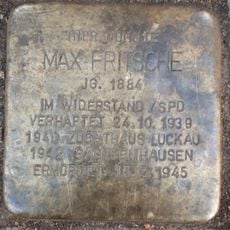 HIER WOHNTE
MAX FRITSCHE
JG. 1884
IM WIDERSTAND / SPD
VERHAFTET 24.10.1939
1940 ZUCHTHAUS LUCKAU
1942 SACHSENHAUSEN
ERMORDET 1945